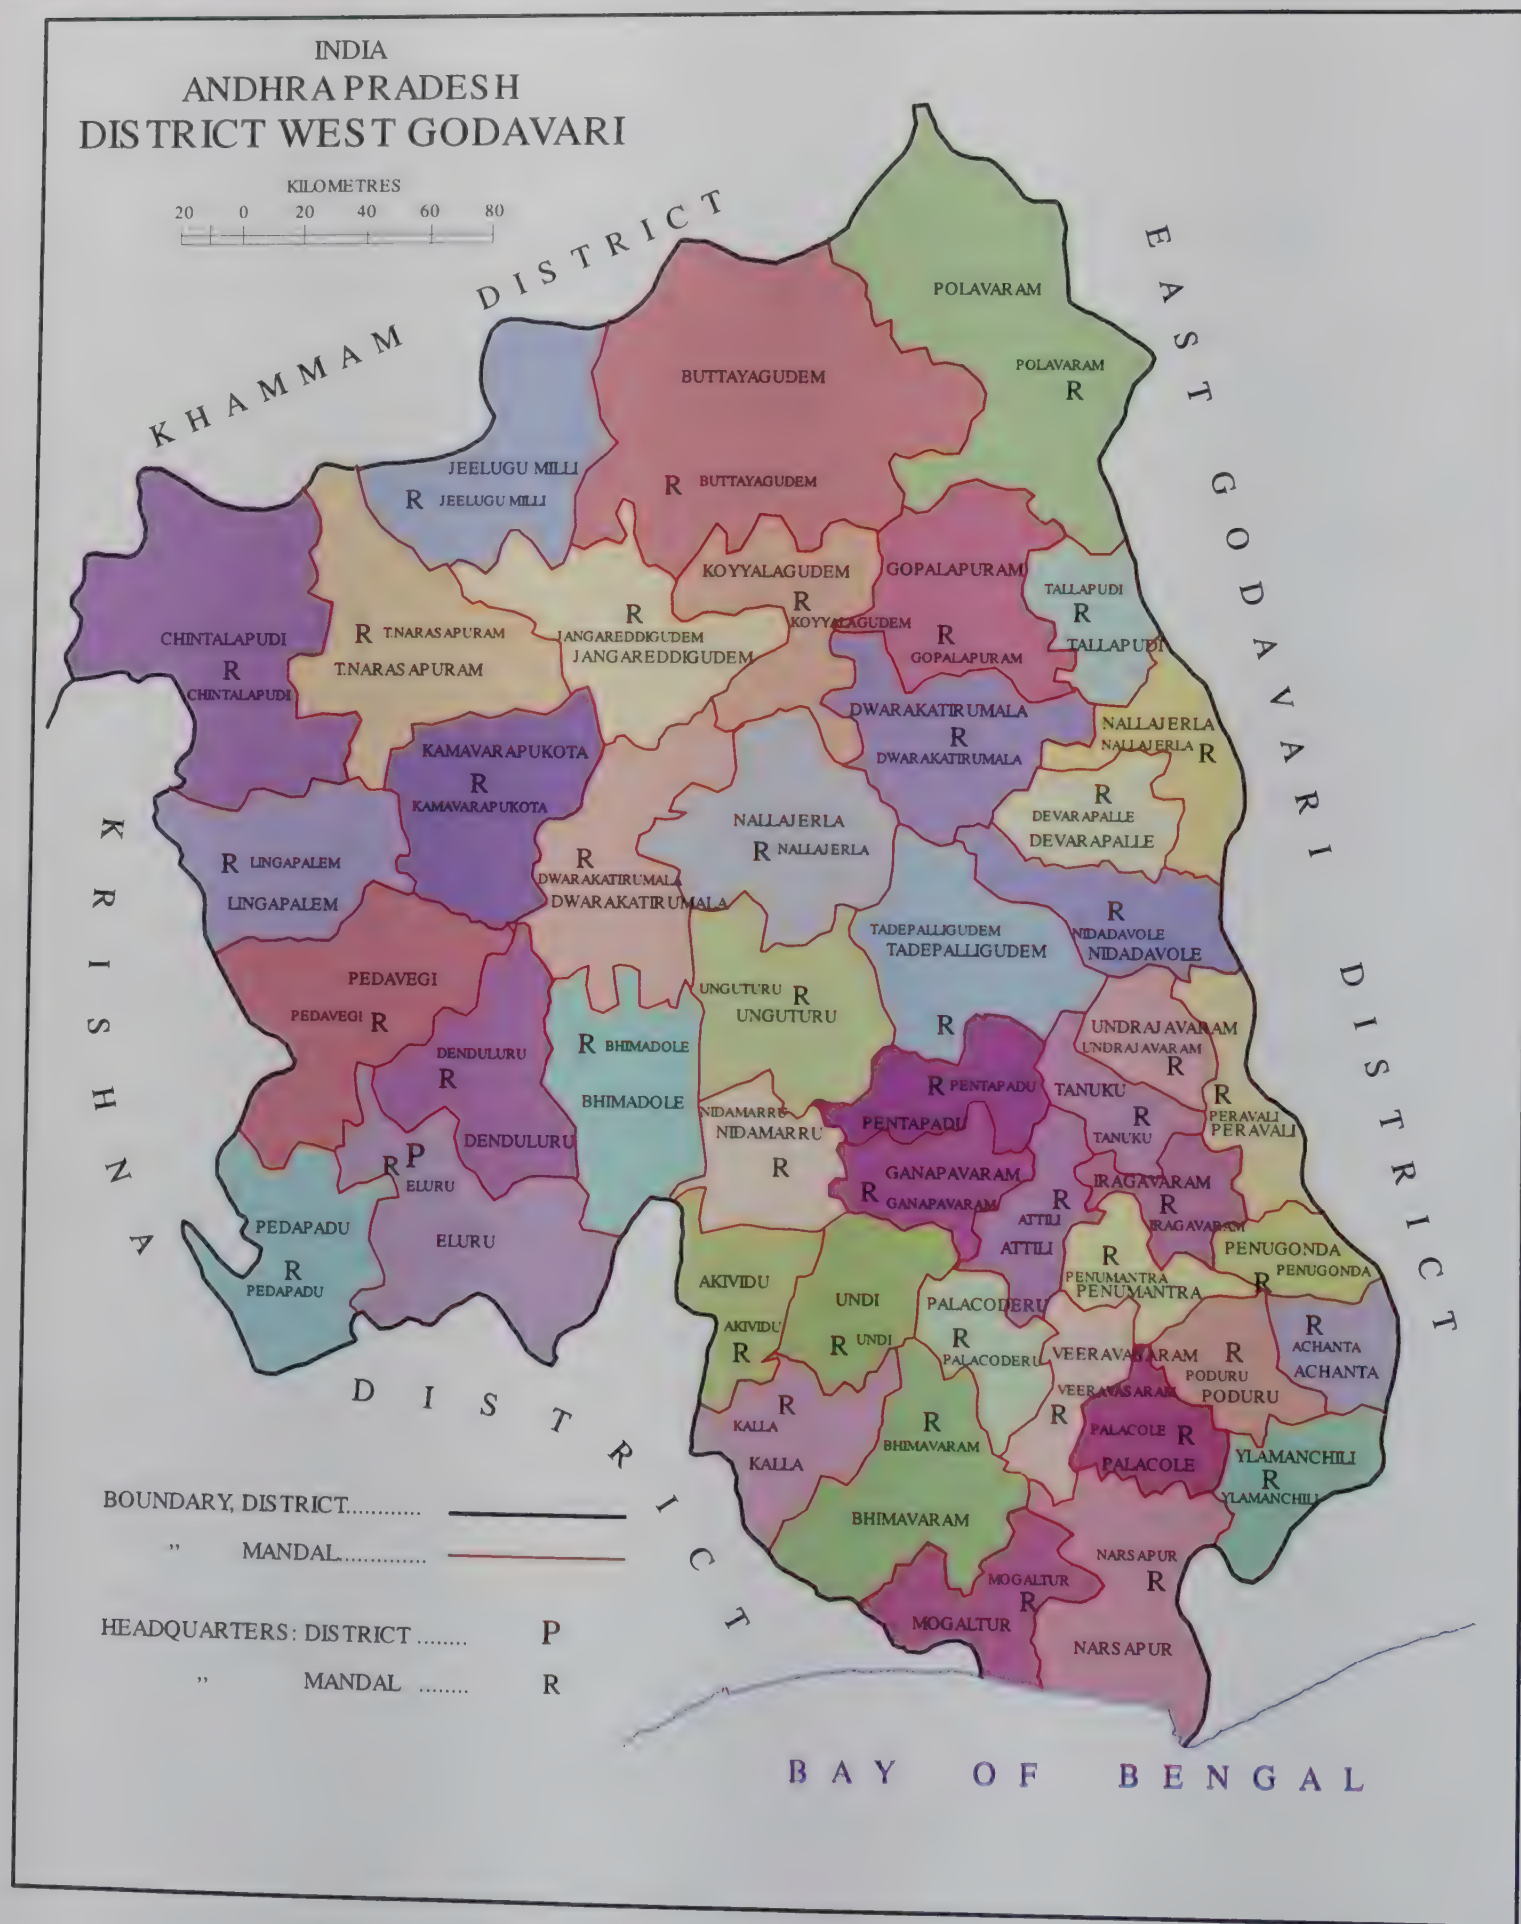 INDIA
ANDHRA PRADESH
DISTRICT WEST GODAVARI
KILOMETRES
20 0 20 40 60 80
KHAMMAM DISTRICT
EAST GODAVARI DISTRICT
KRISHNA DISTRICT
POLAVARAM
POLAVARAM
R
BUTTAYAGUDEM
R BUTTAYAGUDEM
JEELUGU MILLI
R JEELUGU MILLI
CHINTALAPUDI
R
CHINTALAPUDI
R T.NARASAPURAM
T.NARASAPURAM
R
JANGAREDDIGUDEM
JANGAREDDIGUDEM
KOYYALAGUDEM
R
KOYYALAGUDEM
GOPALAPURAM
R
GOPALAPURAM
TALLAPUDI
R
TALLAPUDI
DWARAKATIRUMALA
R
DWARAKATIRUMALA
NALLAJERLA
NALLAJERLA R
R
DEVARAPALLE
DEVARAPALLE
KAMAVARAPUKOTA
R
KAMAVARAPUKOTA
NALLAJERLA
R NALLAJERLA
R LINGAPALEM
LINGAPALEM
R
DWARAKATIRUMALA
DWARAKATIRUMALA
TADEPALLIGUDEM
TADEPALLIGUDEM
R
R
NIDADAVOLE
NIDADAVOLE
PEDAVEGI
PEDAVEGI R
UNGUTURU R
UNGUTURU
DENDULURU
R
DENDULURU
R BHIMADOLE
BHIMADOLE
UNDRAJAVARAM
UNDRAJAVARAM
R
R PENTAPADU
PENTAPADU
TANUKU
R
TANUKU
R
PERAVALI
PERAVALI
NIDAMARRU
NIDAMARRU
R
R P
ELURU
ELURU
GANAPAVARAM
R GANAPAVARAM
R
ATTILI
ATTILI
IRAGAVARAM
R
IRAGAVARAM
PEDAPADU
R
PEDAPADU
R
PENUMANTRA
PENUMANTRA
PENUGONDA
PENUGONDA
R
AKIVIDU
AKIVIDU
R
UNDI
R UNDI
PALACODERU
R
PALACODERU
VEERAVASARAM
VEERAVASARAM
R
R
PODURU
PODURU
R
ACHANTA
ACHANTA
R
KALLA
KALLA
R
BHIMAVARAM
BHIMAVARAM
PALACOLE R
PALACOLE
YLAMANCHILI
R
YLAMANCHILI
MOGALTUR
R
MOGALTUR
NARSAPUR
R
NARSAPUR
BOUNDARY, DISTRICT............
" MANDAL.............
HEADQUARTERS: DISTRICT ........ P
" MANDAL ........ R
BAY OF BENGAL